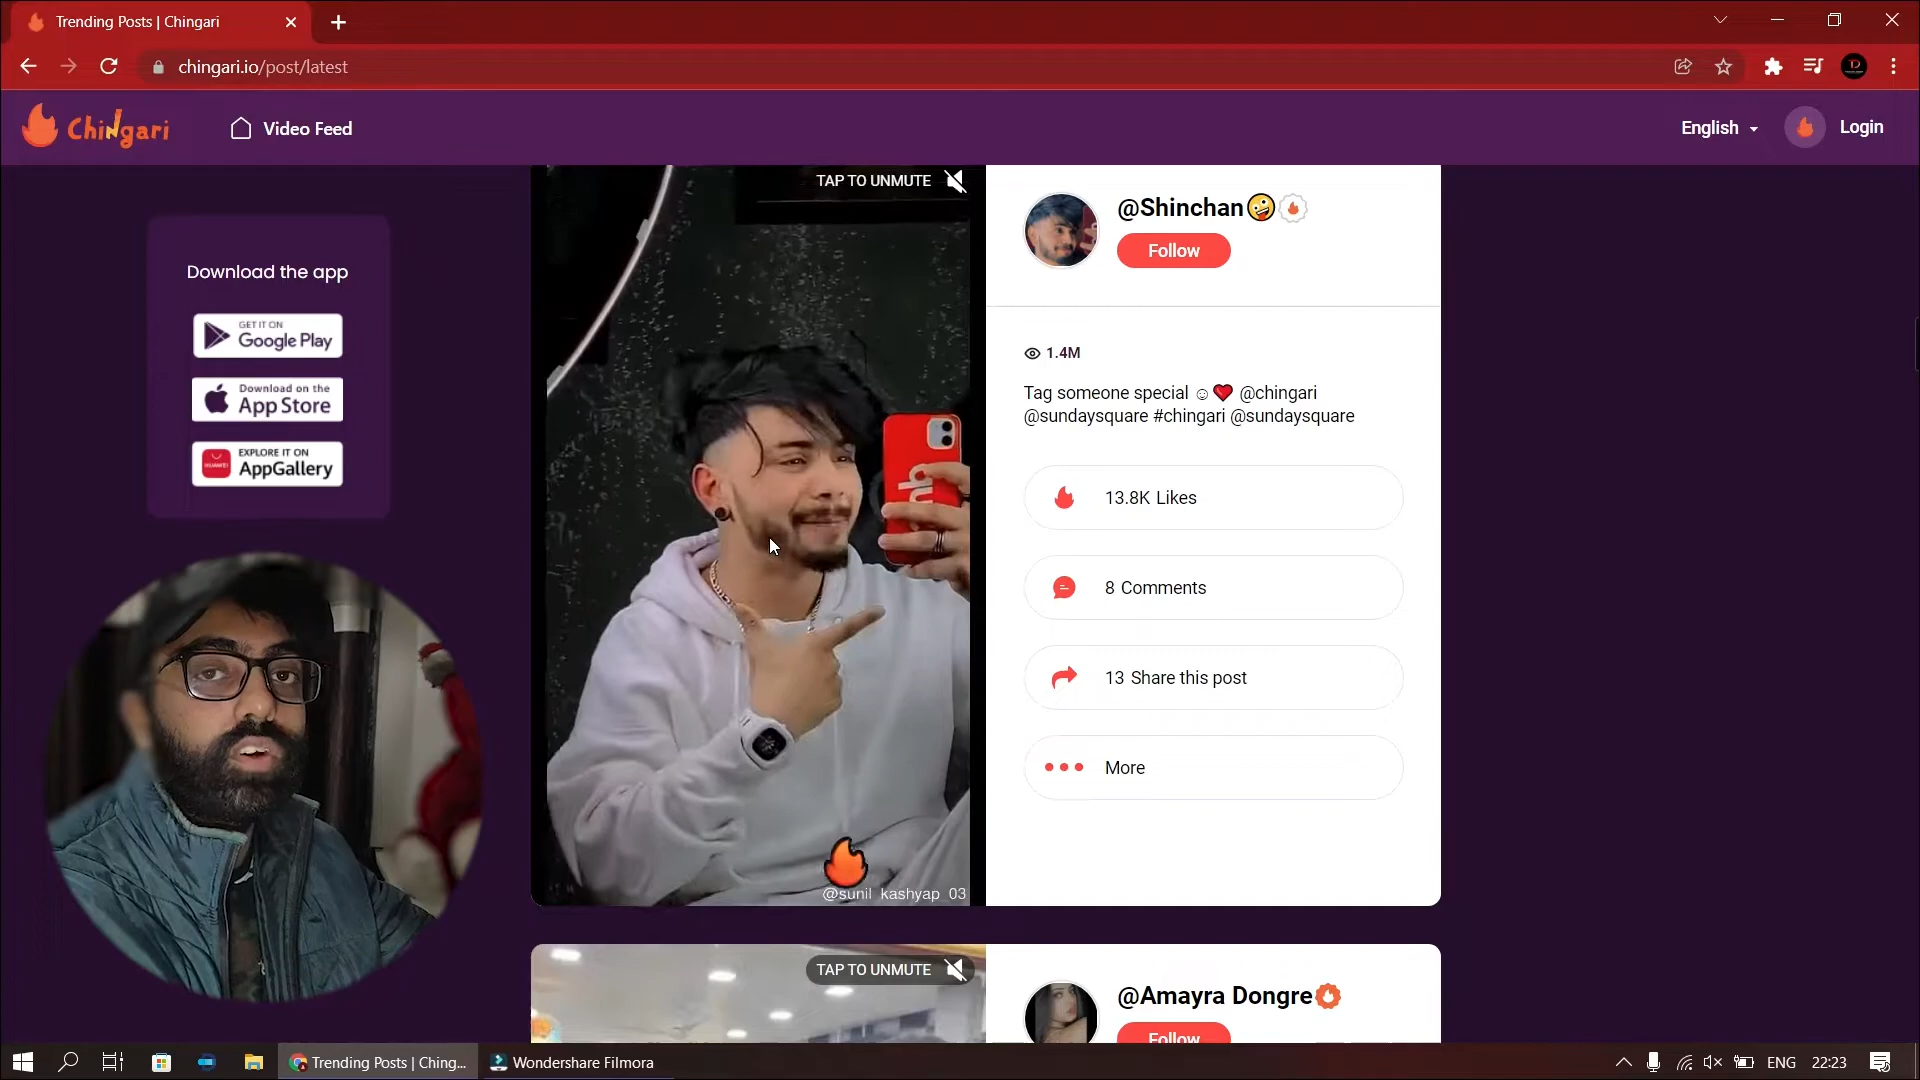 Trending Posts | Chingari
chingari.io/post/latest
Chingari
Video Feed
English
Login
Download the app
GET IT ON
Google Play
Download on the
App Store
HUAWEI
EXPLORE IT ON
AppGallery
TAP TO UNMUTE
@sunil_kashyap_03
@Shinchan🤪
Follow
1.4M
Tag someone special ☺❤️ @chingari
@sundaysquare #chingari @sundaysquare
13.8K Likes
8 Comments
13 Share this post
More
TAP TO UNMUTE
@Amayra Dongre
Follow
Trending Posts | Ching...
Wondershare Filmora
ENG
22:23